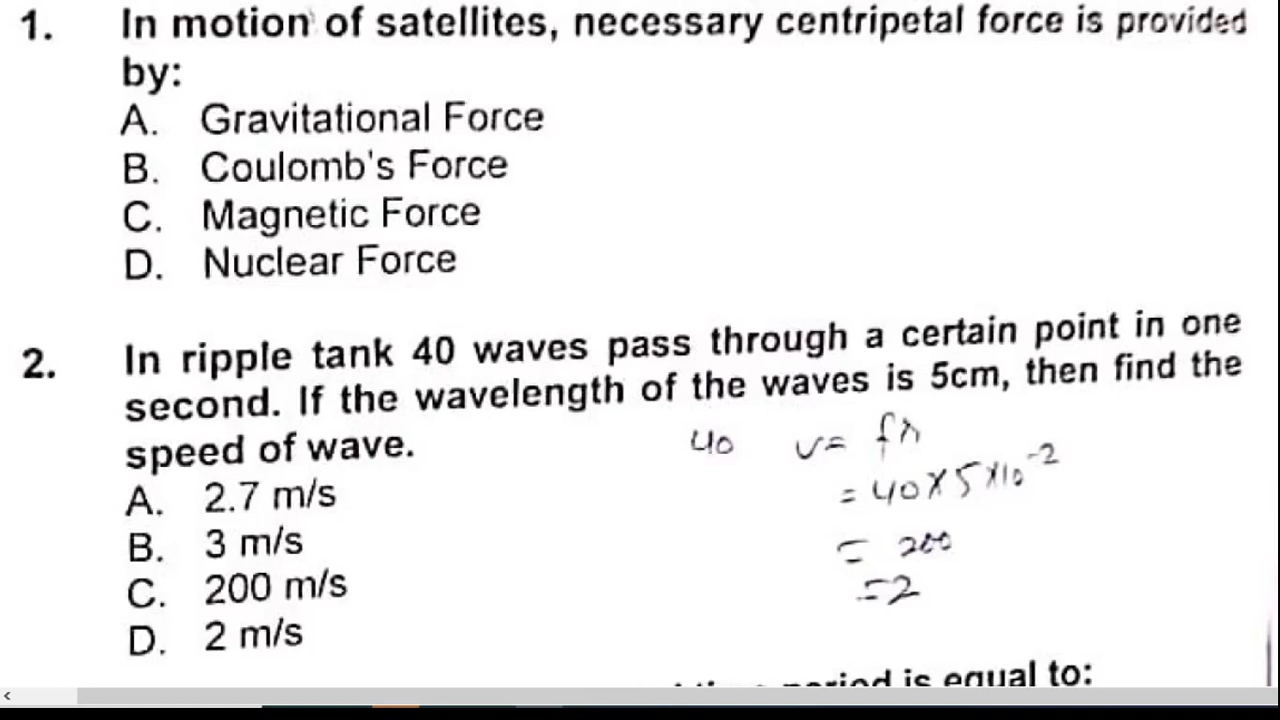 1. In motion of satellites, necessary centripetal force is provided
by:
A. Gravitational Force
B. Coulomb's Force
C. Magnetic Force
D. Nuclear Force
2. In ripple tank 40 waves pass through a certain point in one
second. If the wavelength of the waves is 5cm, then find the
speed of wave.
40 v= fλ
= 40×5×10⁻²
= 200
=2
A. 2.7 m/s
B. 3 m/s
C. 200 m/s
D. 2 m/s
period is equal to: